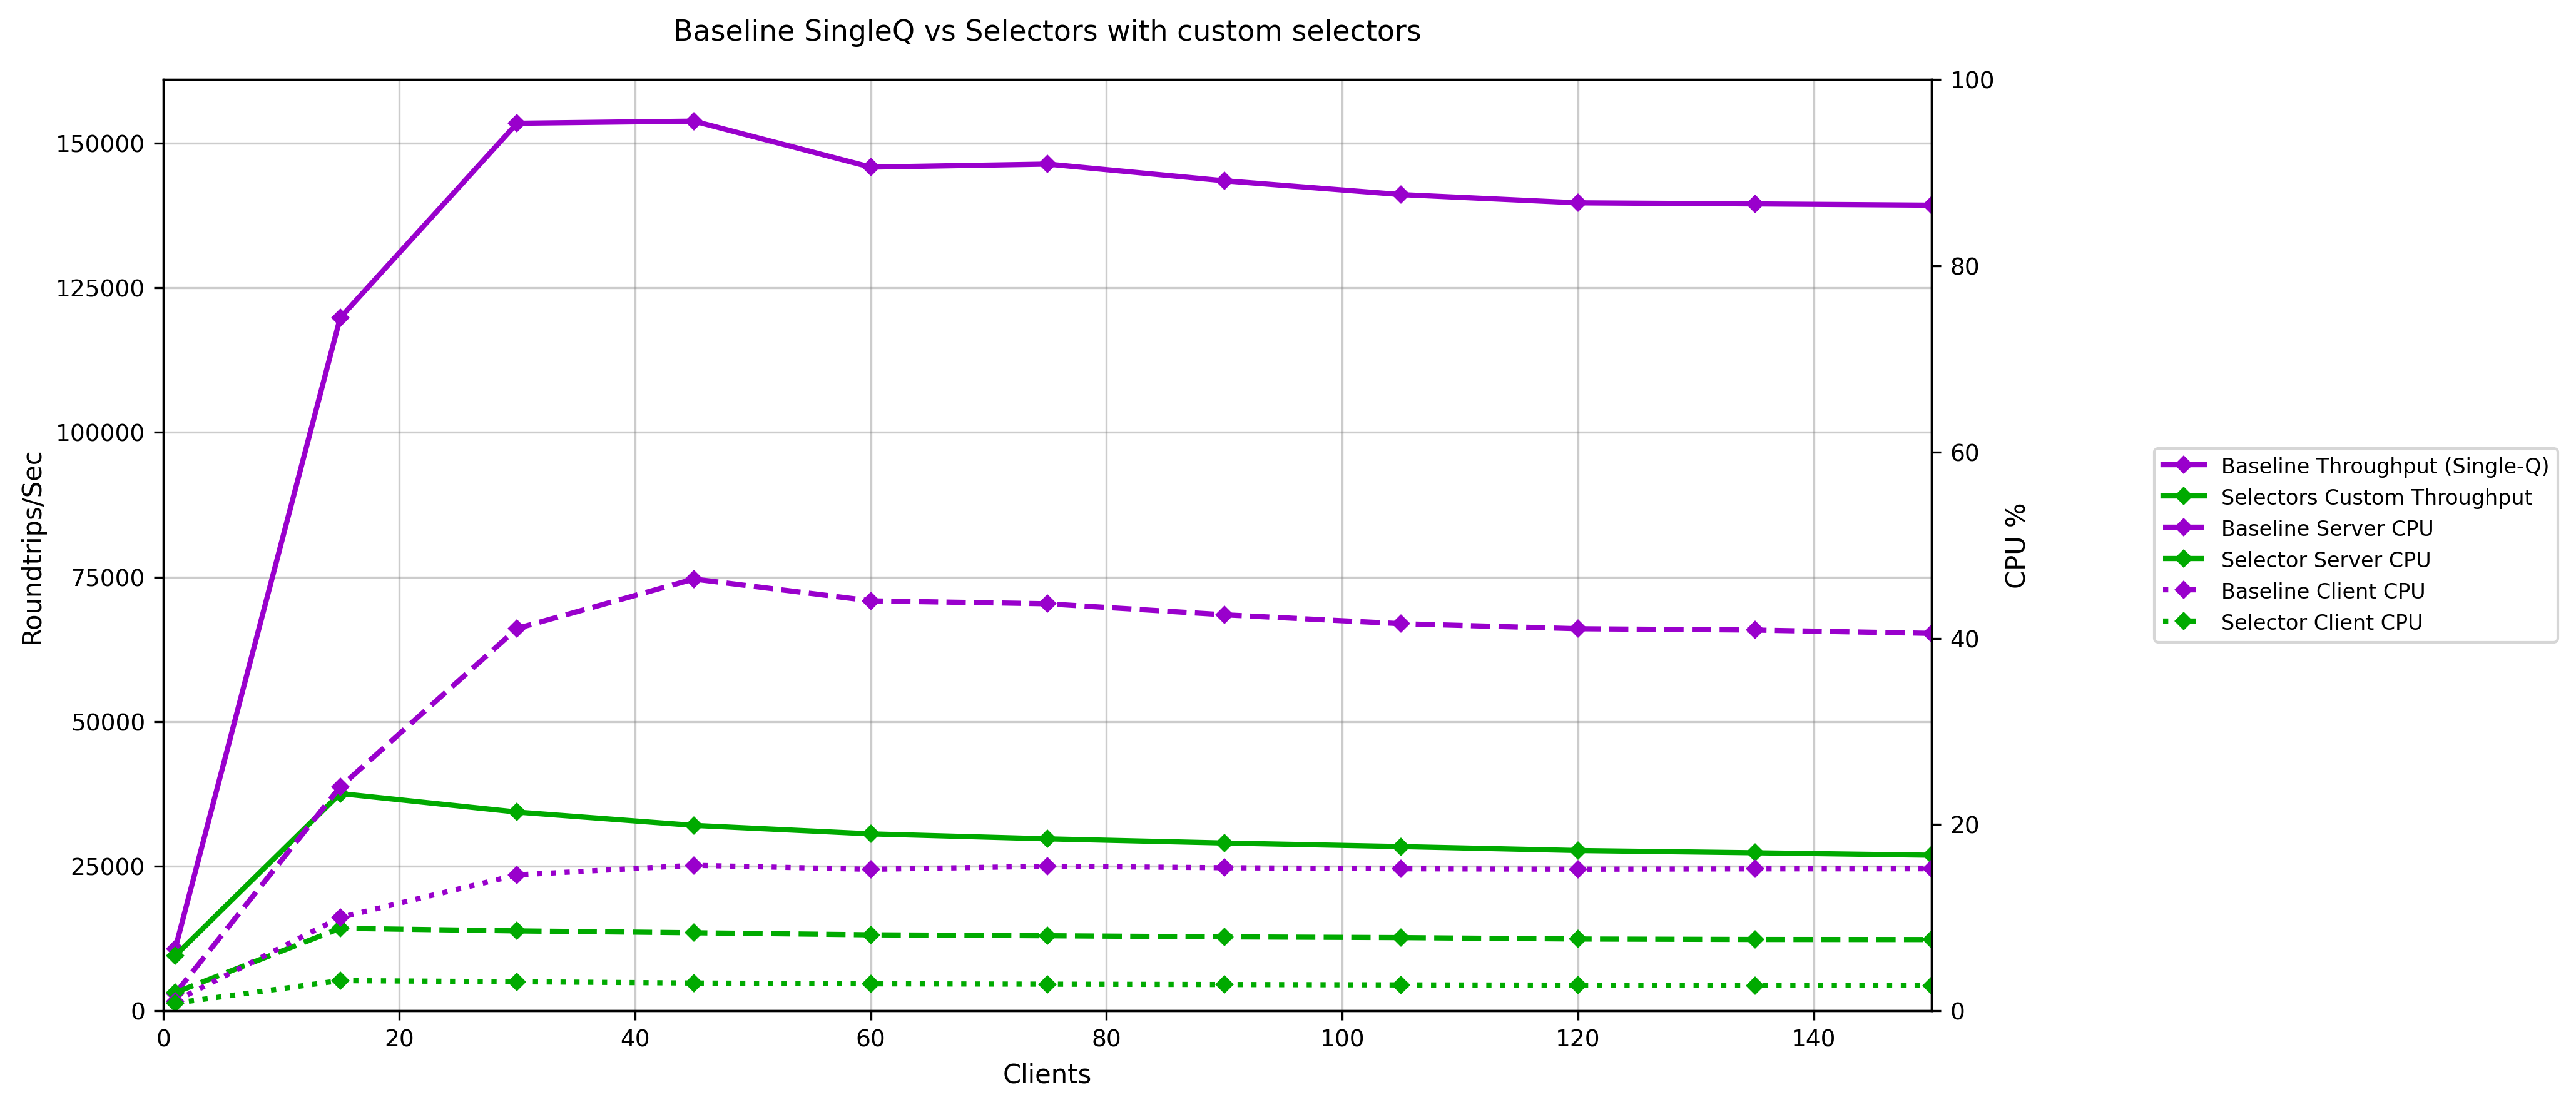 Baseline SingleQ vs Selectors with custom selectors
Roundtrips/Sec
150000
125000
100000
75000
50000
25000
0
0
20
40
60
80
100
120
140
Clients
100
80
60
40
20
0
CPU %
Baseline Throughput (Single-Q)
Selectors Custom Throughput
Baseline Server CPU
Selector Server CPU
Baseline Client CPU
Selector Client CPU